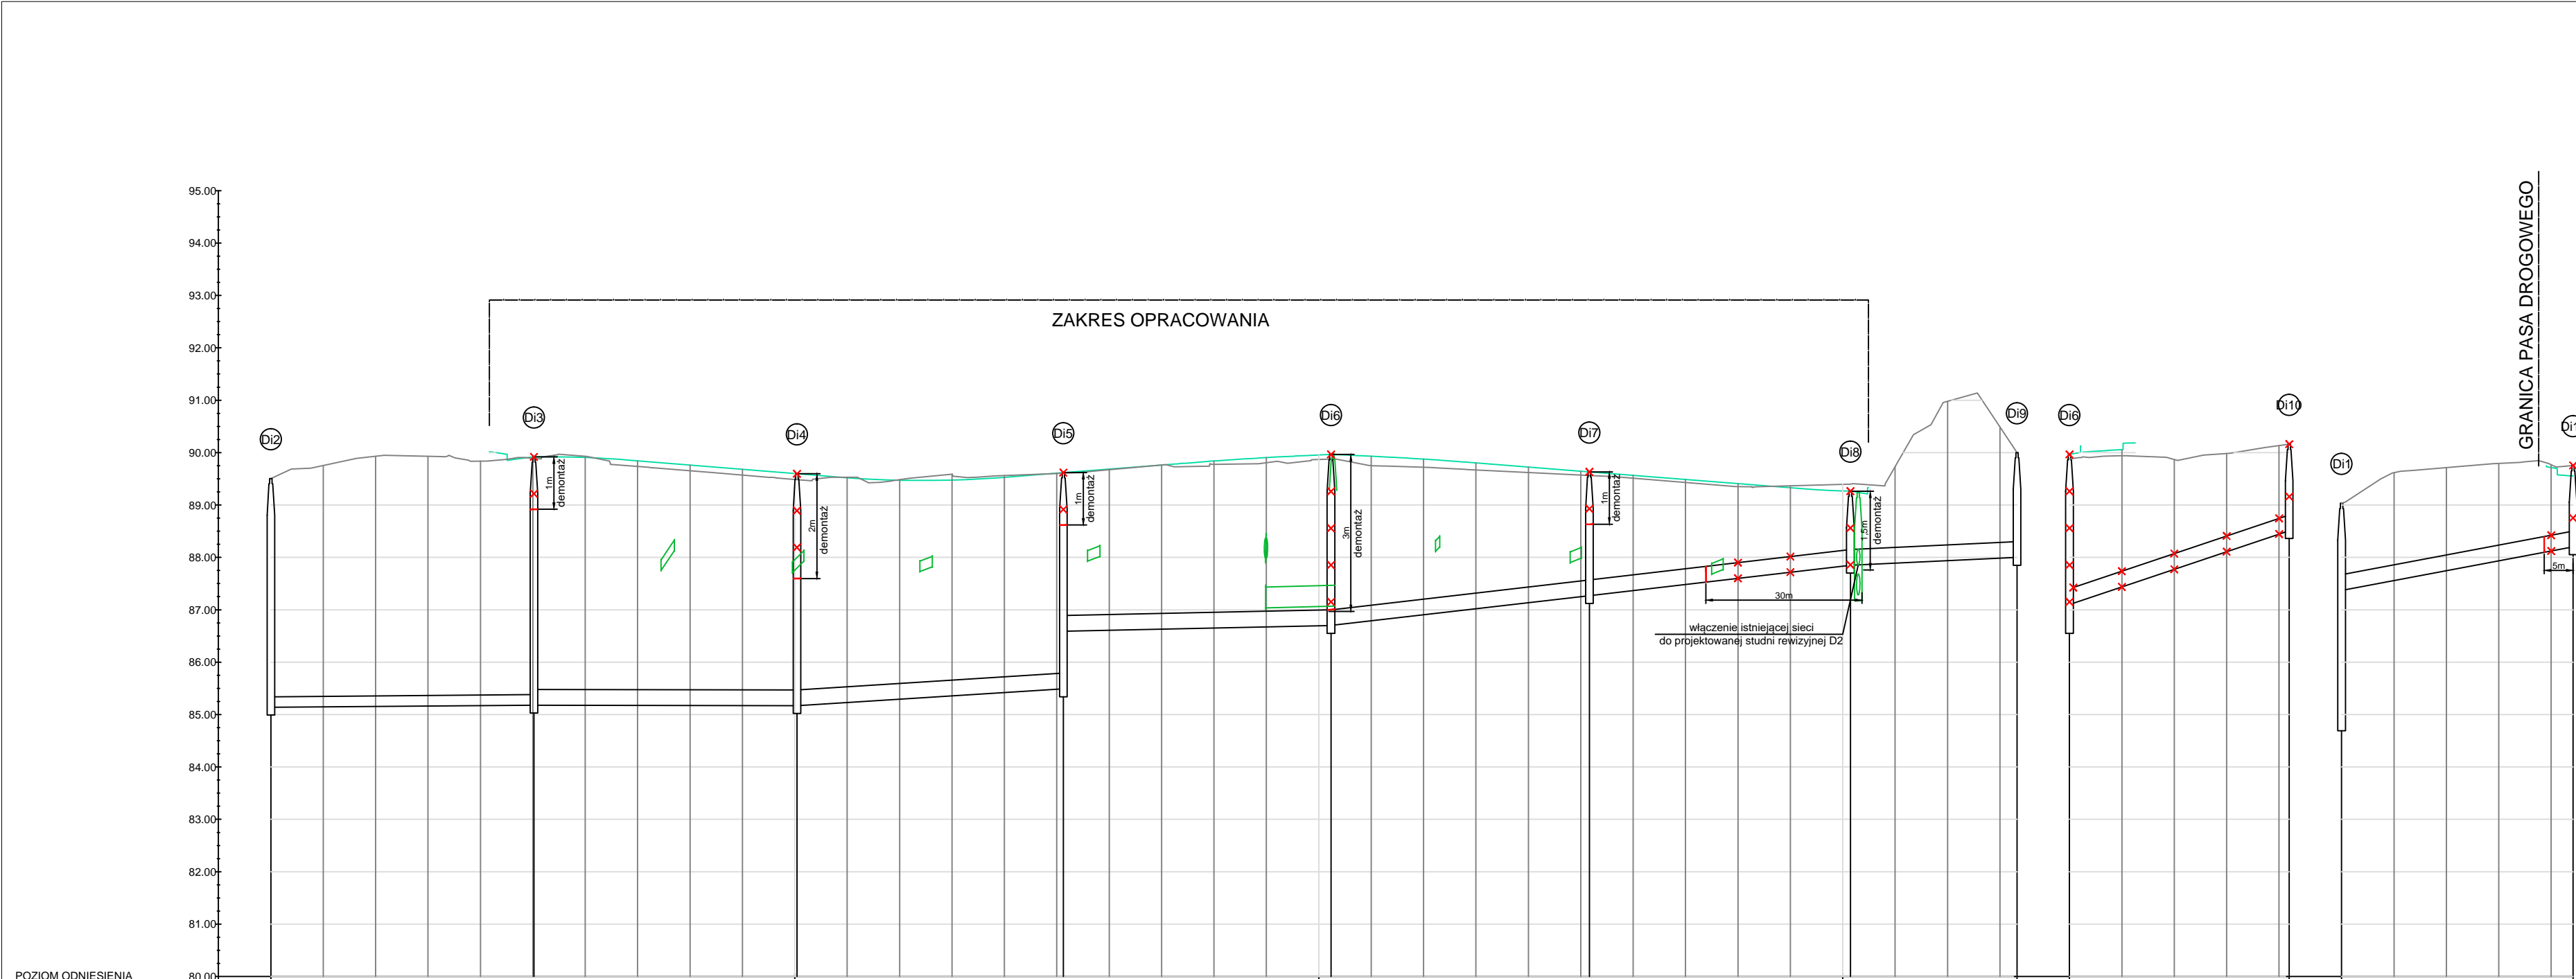 GRANICA PASA DROGOWEGO
95.00
94.00
93.00
92.00
91.00
90.00
89.00
88.00
87.00
86.00
85.00
84.00
83.00
82.00
81.00
80.00
POZIOM ODNIESIENIA
ZAKRES OPRACOWANIA
Di2
Di3
Di4
Di5
Di6
Di7
Di8
Di9
Di6
Di10
Di1
1m
demontaż
2m
demontaż
1m
demontaż
3m
demontaż
1m
demontaż
1,5m
demontaż
30m
włączenie istniejącej sieci
do projektowanej studni rewizyjnej D2
5m